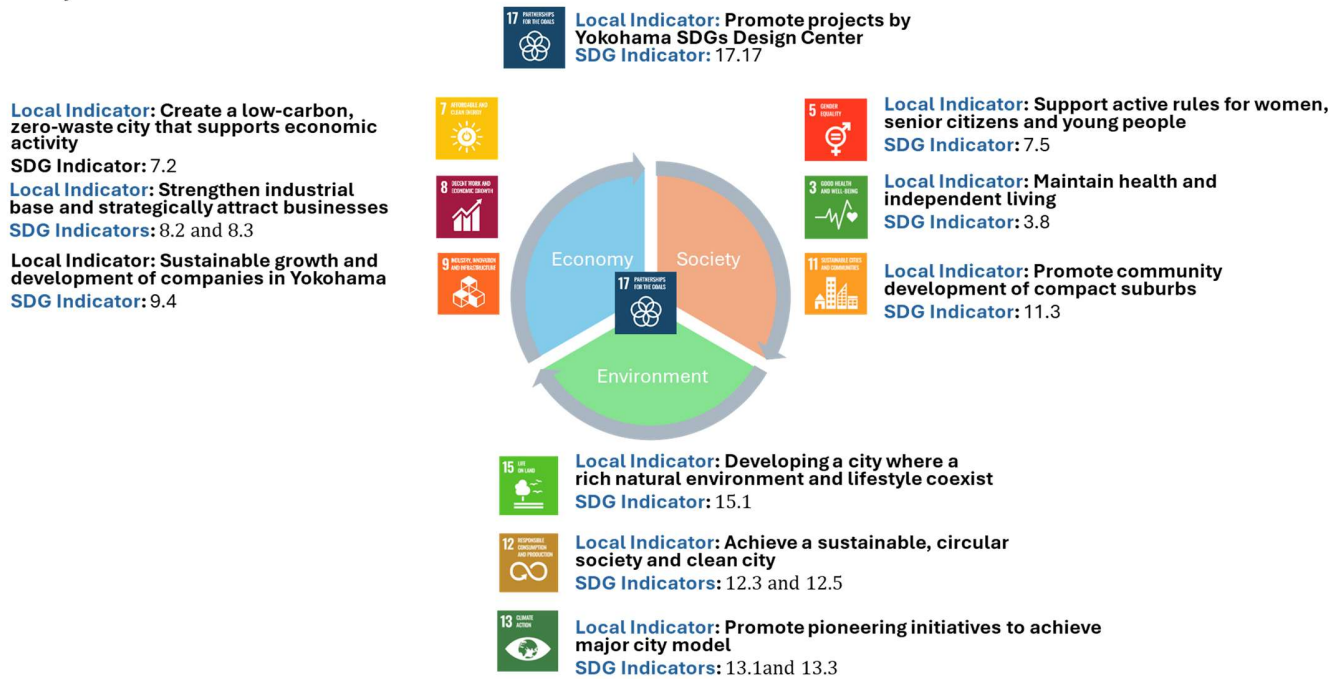 17 PARTNERSHIPS
FOR THE GOALS
Local Indicator: Promote projects by
Yokohama SDGs Design Center
SDG Indicator: 17.17
Local Indicator: Create a low-carbon,
zero-waste city that supports economic
activity
SDG Indicator: 7.2
7 AFFORDABLE AND
CLEAN ENERGY
Local Indicator: Strengthen industrial
base and strategically attract businesses
SDG Indicators: 8.2 and 8.3
8 DECENT WORK AND
ECONOMIC GROWTH
Local Indicator: Sustainable growth and
development of companies in Yokohama
SDG Indicator: 9.4
9 INDUSTRY, INNOVATION
AND INFRASTRUCTURE
Economy
Society
17 PARTNERSHIPS
FOR THE GOALS
Environment
5 GENDER
EQUALITY
Local Indicator: Support active rules for women,
senior citizens and young people
SDG Indicator: 7.5
3 GOOD HEALTH
AND WELL-BEING
Local Indicator: Maintain health and
independent living
SDG Indicator: 3.8
11 SUSTAINABLE CITIES
AND COMMUNITIES
Local Indicator: Promote community
development of compact suburbs
SDG Indicator: 11.3
15 LIFE
ON LAND
Local Indicator: Developing a city where a
rich natural environment and lifestyle coexist
SDG Indicator: 15.1
12 RESPONSIBLE
CONSUMPTION
AND PRODUCTION
Local Indicator: Achieve a sustainable, circular
society and clean city
SDG Indicators: 12.3 and 12.5
13 CLIMATE
ACTION
Local Indicator: Promote pioneering initiatives to achieve
major city model
SDG Indicators: 13.1and 13.3